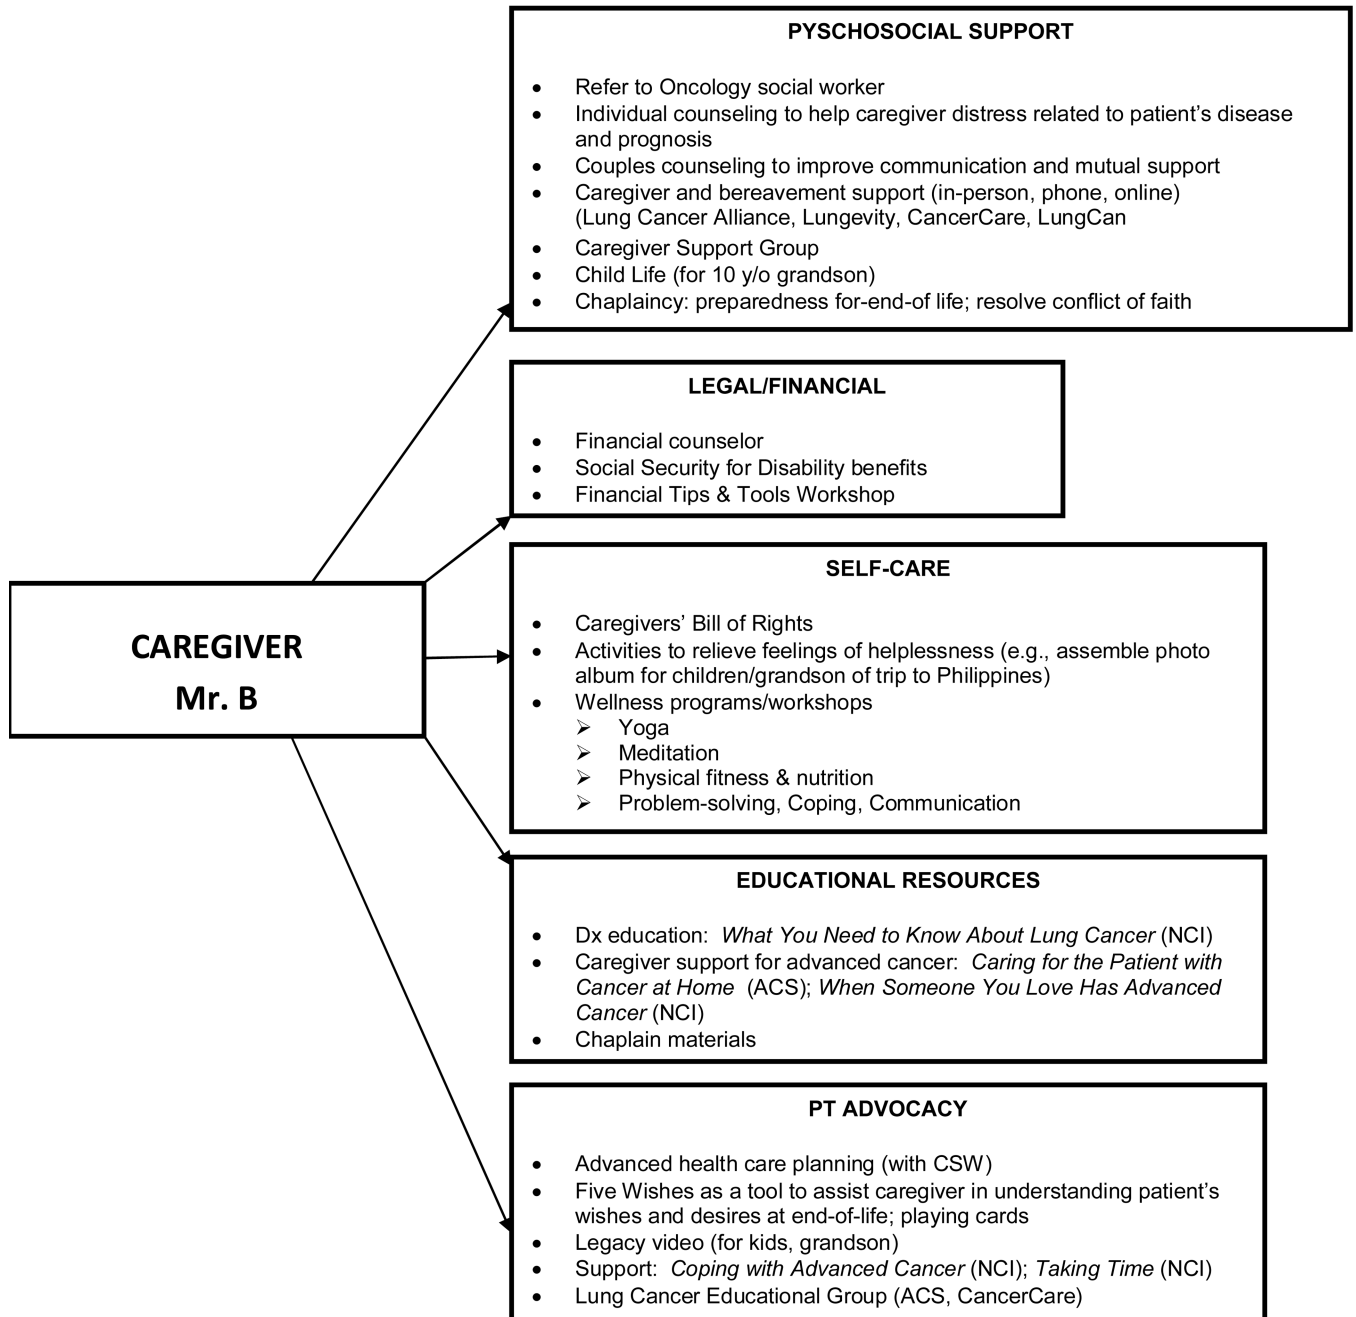 PYSCHOSOCIAL SUPPORT
• Refer to Oncology social worker
• Individual counseling to help caregiver distress related to patient’s disease
and prognosis
• Couples counseling to improve communication and mutual support
• Caregiver and bereavement support (in-person, phone, online)
(Lung Cancer Alliance, Lungevity, CancerCare, LungCan
• Caregiver Support Group
• Child Life (for 10 y/o grandson)
• Chaplaincy: preparedness for-end-of life; resolve conflict of faith
LEGAL/FINANCIAL
• Financial counselor
• Social Security for Disability benefits
• Financial Tips & Tools Workshop
CAREGIVER
Mr. B
SELF-CARE
• Caregivers’ Bill of Rights
• Activities to relieve feelings of helplessness (e.g., assemble photo
album for children/grandson of trip to Philippines)
• Wellness programs/workshops
➢ Yoga
➢ Meditation
➢ Physical fitness & nutrition
➢ Problem-solving, Coping, Communication
EDUCATIONAL RESOURCES
• Dx education: What You Need to Know About Lung Cancer (NCI)
• Caregiver support for advanced cancer: Caring for the Patient with
Cancer at Home (ACS); When Someone You Love Has Advanced
Cancer (NCI)
• Chaplain materials
PT ADVOCACY
• Advanced health care planning (with CSW)
• Five Wishes as a tool to assist caregiver in understanding patient’s
wishes and desires at end-of-life; playing cards
• Legacy video (for kids, grandson)
• Support: Coping with Advanced Cancer (NCI); Taking Time (NCI)
• Lung Cancer Educational Group (ACS, CancerCare)